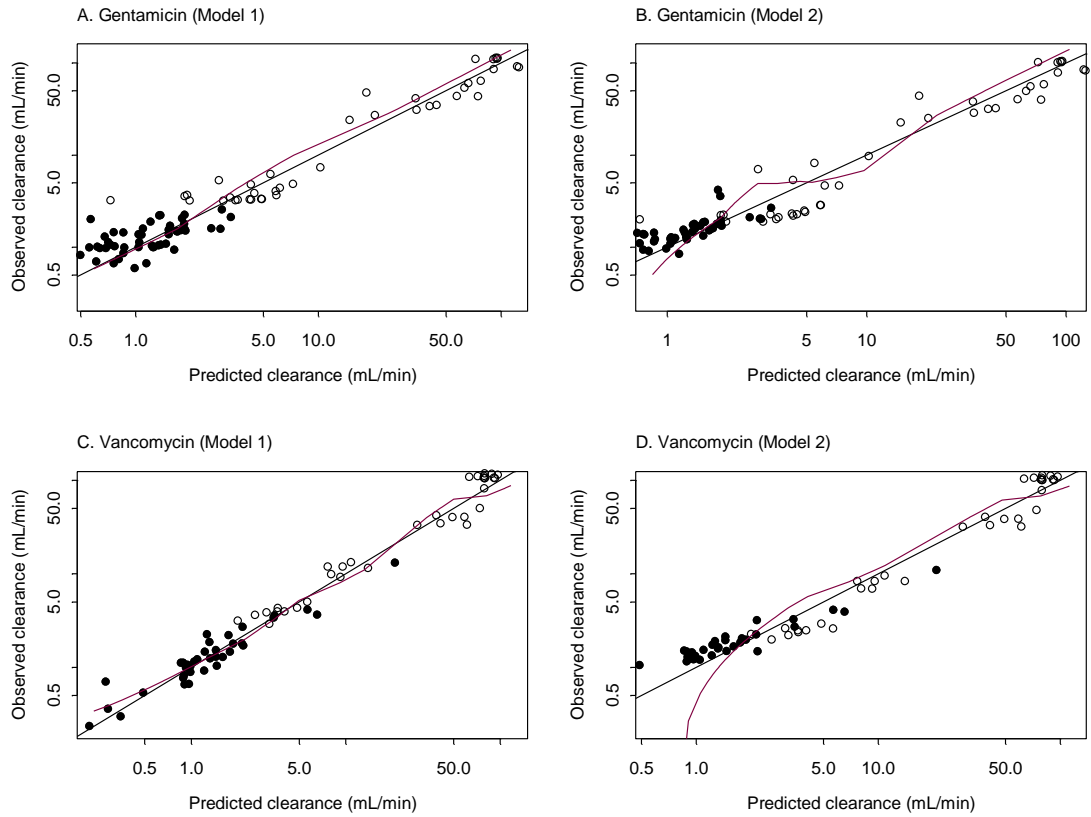 A. Gentamicin (Model 1)
Observed clearance (mL/min)
50.0
5.0
0.5
0.5 1.0 5.0 10.0 50.0
Predicted clearance (mL/min)
B. Gentamicin (Model 2)
Observed clearance (mL/min)
50.0
5.0
0.5
1 5 10 50 100
Predicted clearance (mL/min)
C. Vancomycin (Model 1)
Observed clearance (mL/min)
50.0
5.0
0.5
0.5 1.0 5.0 50.0
Predicted clearance (mL/min)
D. Vancomycin (Model 2)
Observed clearance (mL/min)
50.0
5.0
0.5
0.5 1.0 5.0 10.0 50.0
Predicted clearance (mL/min)